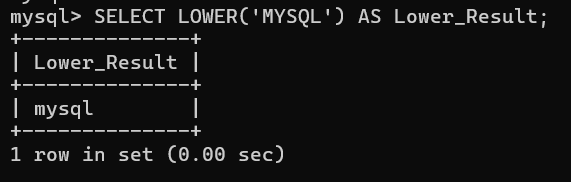 mysql> SELECT LOWER('MYSQL') AS Lower_Result;
+--------------+
| Lower_Result |
+--------------+
| mysql        |
+--------------+
1 row in set (0.00 sec)